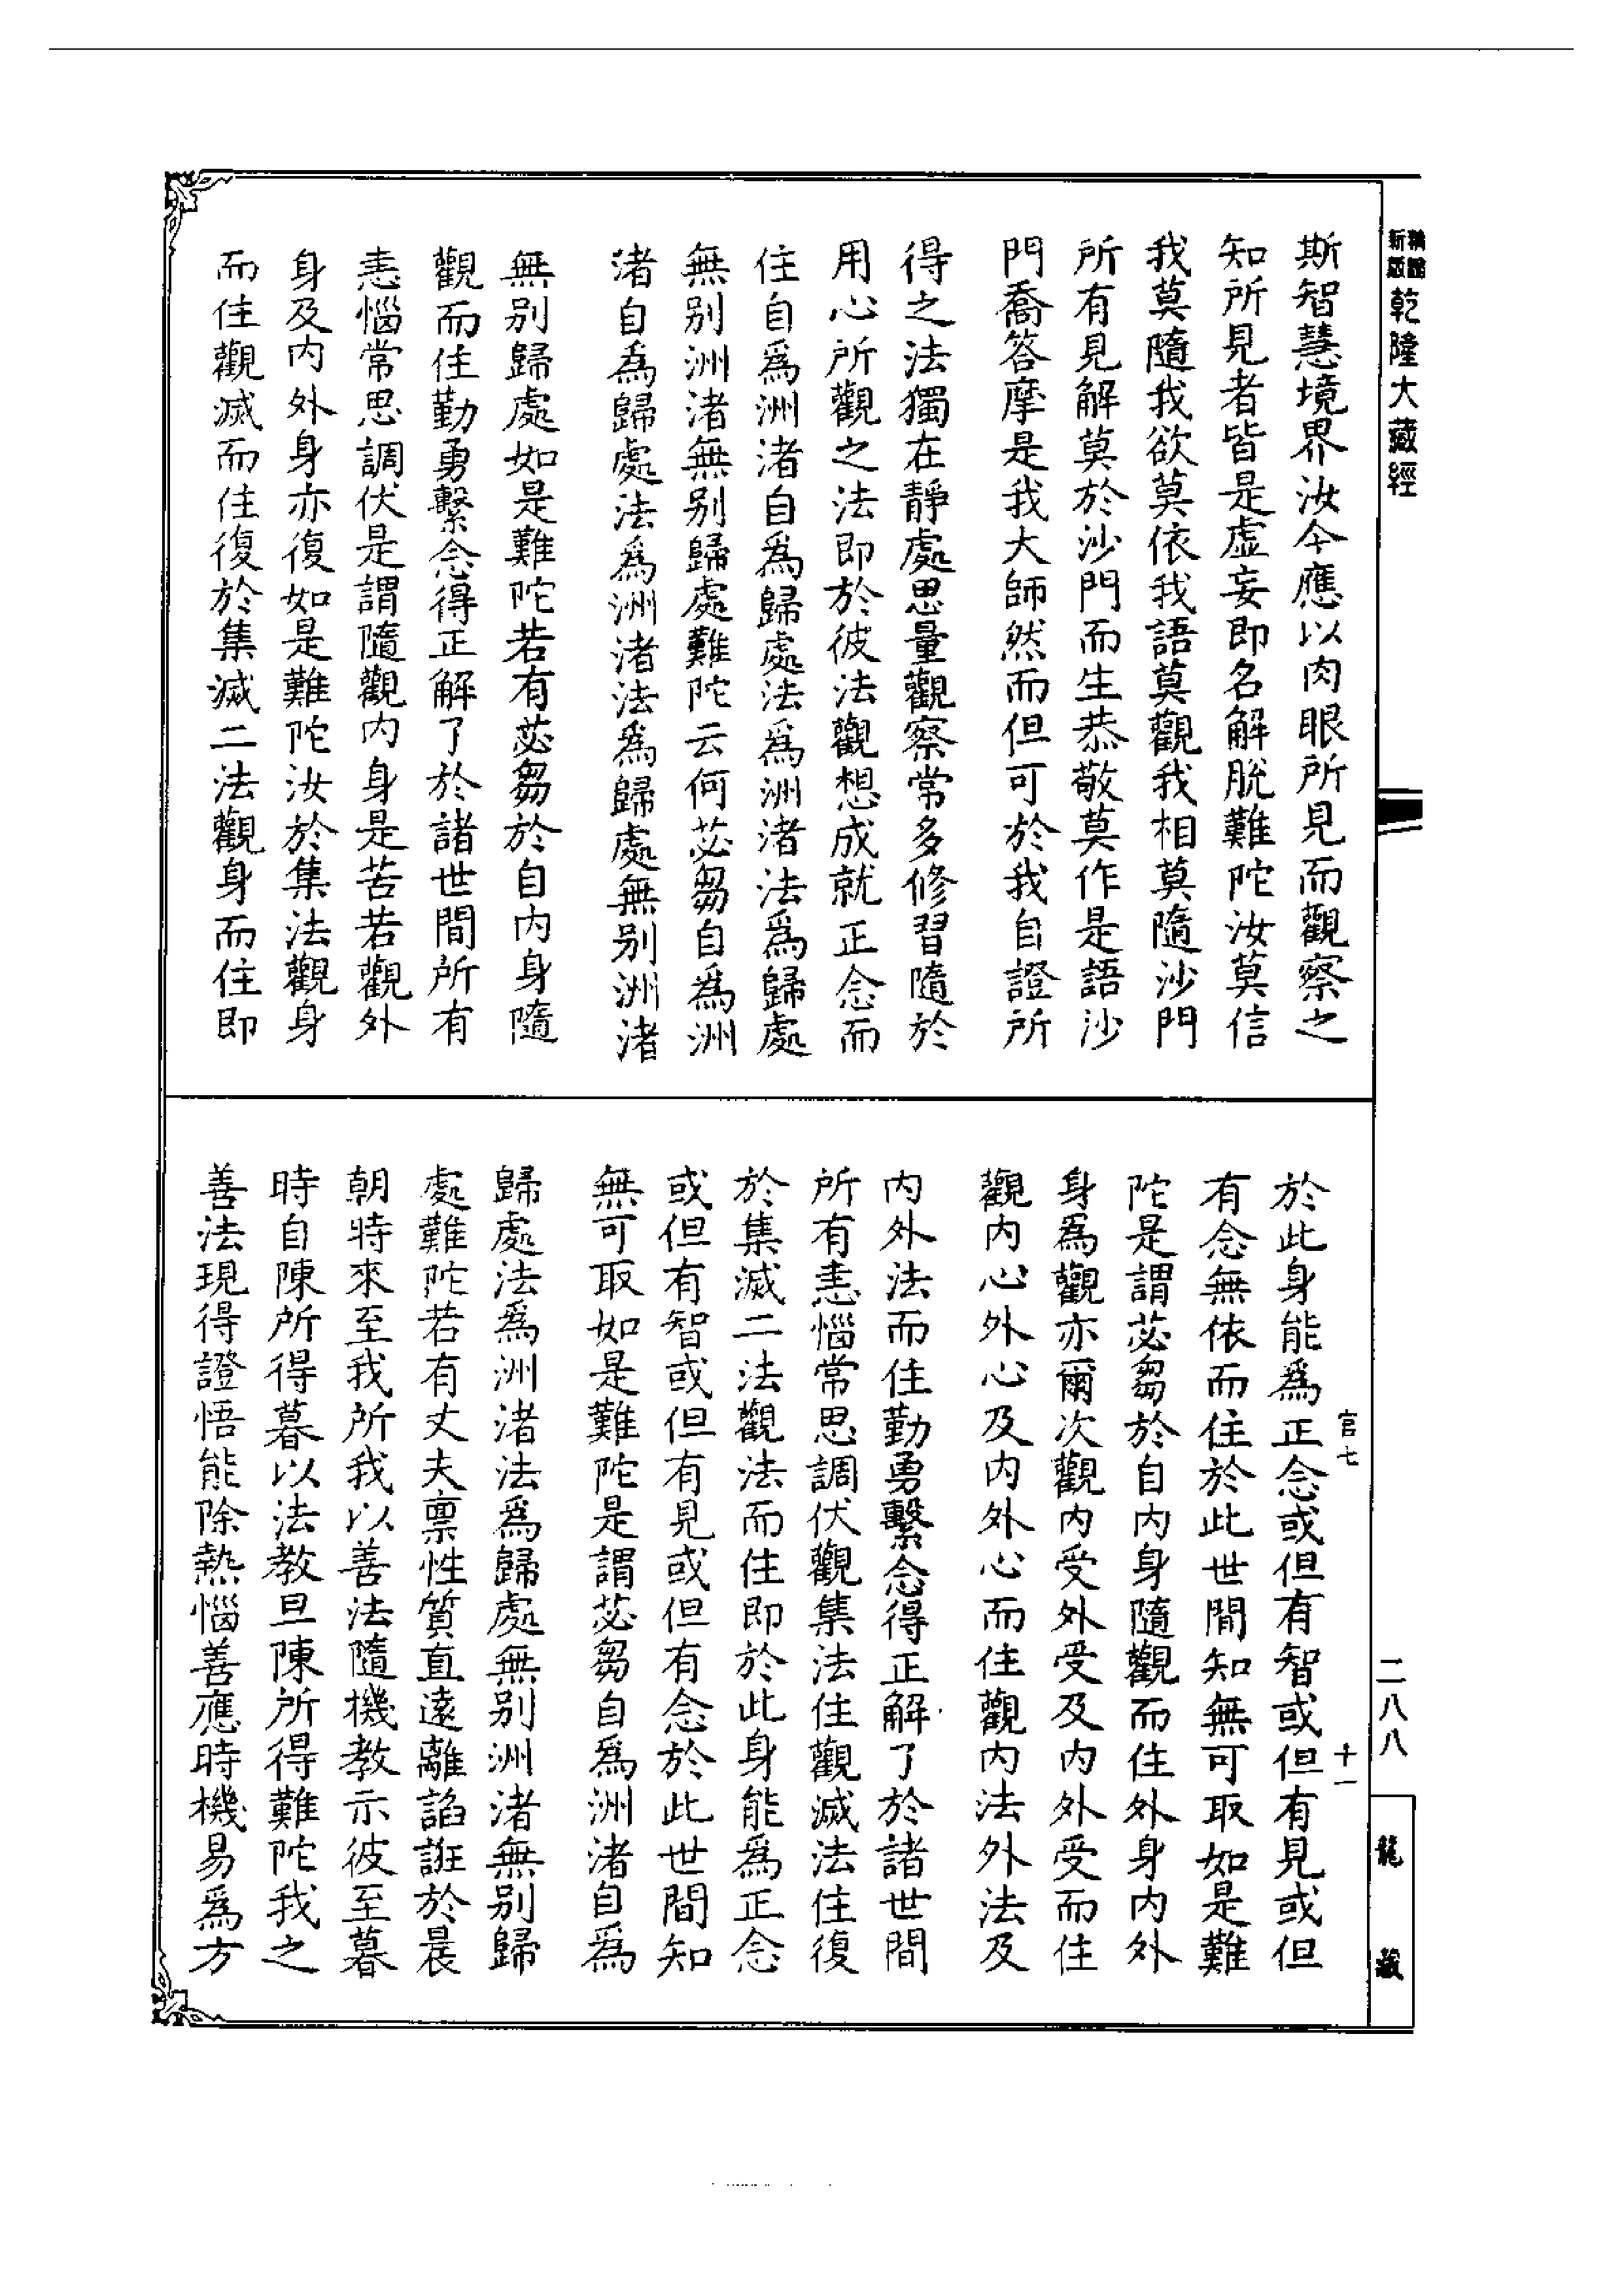 新編縮版 乾隆大藏經
斯智慧境界汝今應以肉眼所見而觀察之
知所見者皆是虛妄即名解脫難陀汝莫信
我莫隨我欲莫依我語莫觀我相莫隨沙門
所有見解莫於沙門而生恭敬莫作是語沙
門喬答摩是我大師然而但可於我自證所
得之法獨在靜處思量觀察常多修習隨於
用心所觀之法即於彼法觀想成就正念而
住自爲洲渚自爲歸處法爲洲渚法爲歸處
無別洲渚無別歸處難陀云何苾芻自爲洲
渚自爲歸處法爲洲渚法爲歸處無別洲渚
無別歸處如是難陀若有苾芻於自內身隨
觀而住勤勇繫念得正解了於諸世間所有
恚惱常思調伏是謂隨觀內身是苦若觀外
身及內外身亦復如是難陀汝於集法觀身
而住觀滅而住復於集滅二法觀身而住即
於此身能爲正念或但有智或但有見或但
有念無依而住於此世間知無可取如是難
陀是謂苾芻於自內身隨觀而住外身內外
身爲觀亦爾次觀內受外受及內外受而住
觀內心外心及內外心而住觀內法外法及
內外法而住勤勇繫念得正解了於諸世間
所有恚惱常思調伏觀集法住觀滅法住復
於集滅二法觀法而住即於此身能爲正念
或但有智或但有見或但有念於此世間知
無可取如是難陀是謂苾芻自爲洲渚自爲
歸處法爲洲渚法爲歸處無別洲渚無別歸
處難陀若有丈夫禀性質直遠離諂誑於晨
朝時來至我所我以善法隨機教示彼至暮
時自陳所得暮以法教旦陳所得難陀我之
善法現得證悟能除熱惱善應時機易爲方
官七 十一
二八八
龍藏